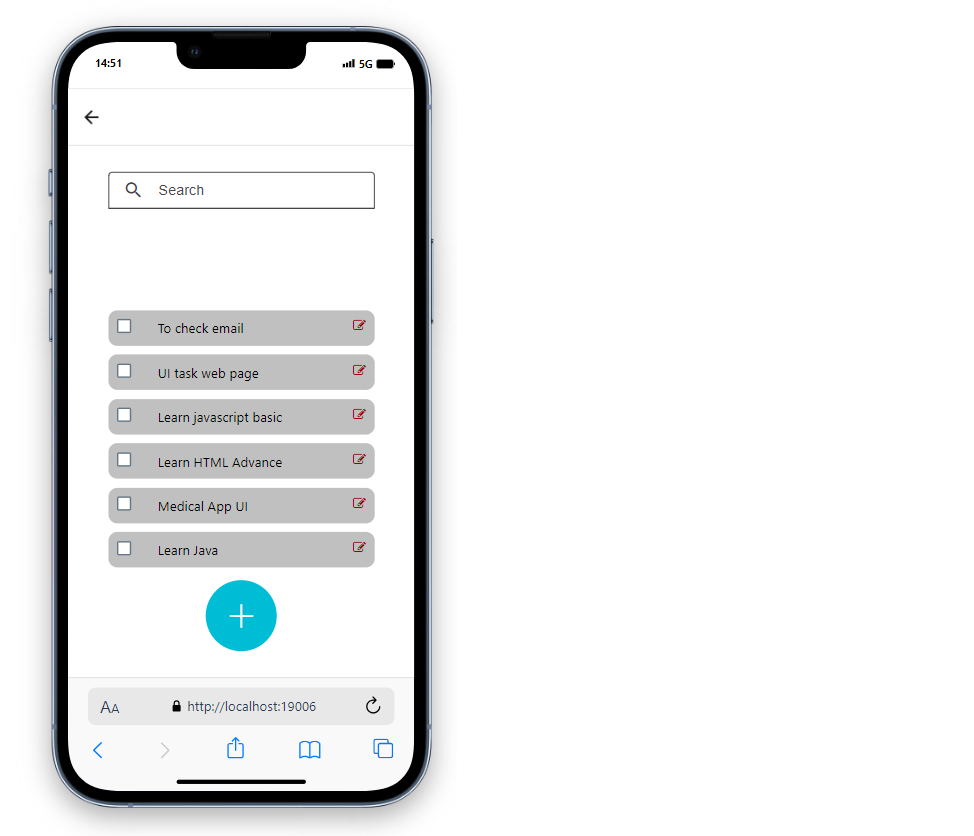 14:51 5G
Search
To check email
UI task web page
Learn javascript basic
Learn HTML Advance
Medical App UI
Learn Java
AA http://localhost:19006